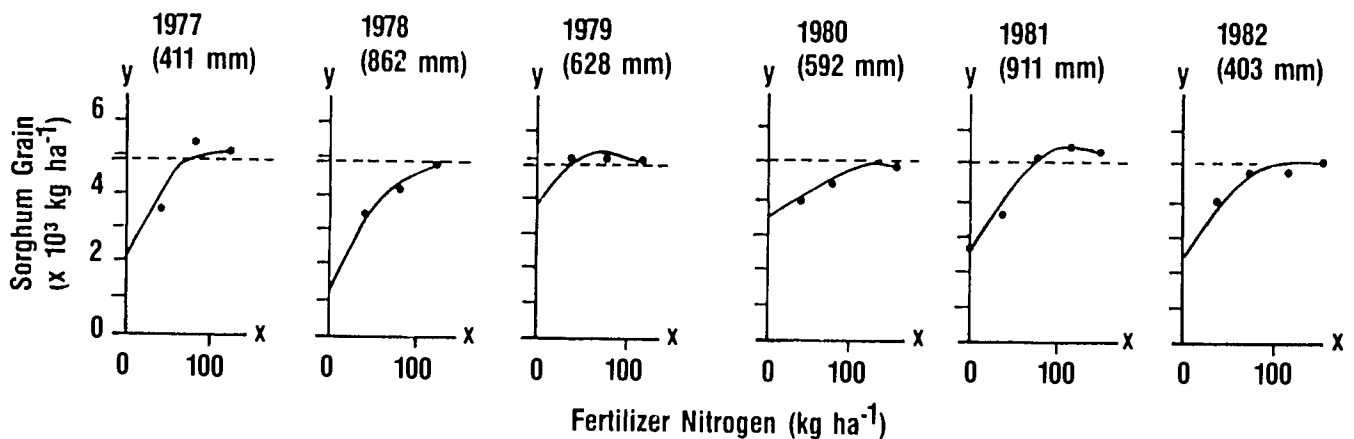 1977
(411 mm)
1978
(862 mm)
1979
(628 mm)
1980
(592 mm)
1981
(911 mm)
1982
(403 mm)
y
y
y
y
y
y
Sorghum Grain
(x 10³ kg ha⁻¹)
6
4
2
0
x
x
x
x
x
x
0 100
0 100
0 100
0 100
0 100
0 100
Fertilizer Nitrogen (kg ha⁻¹)